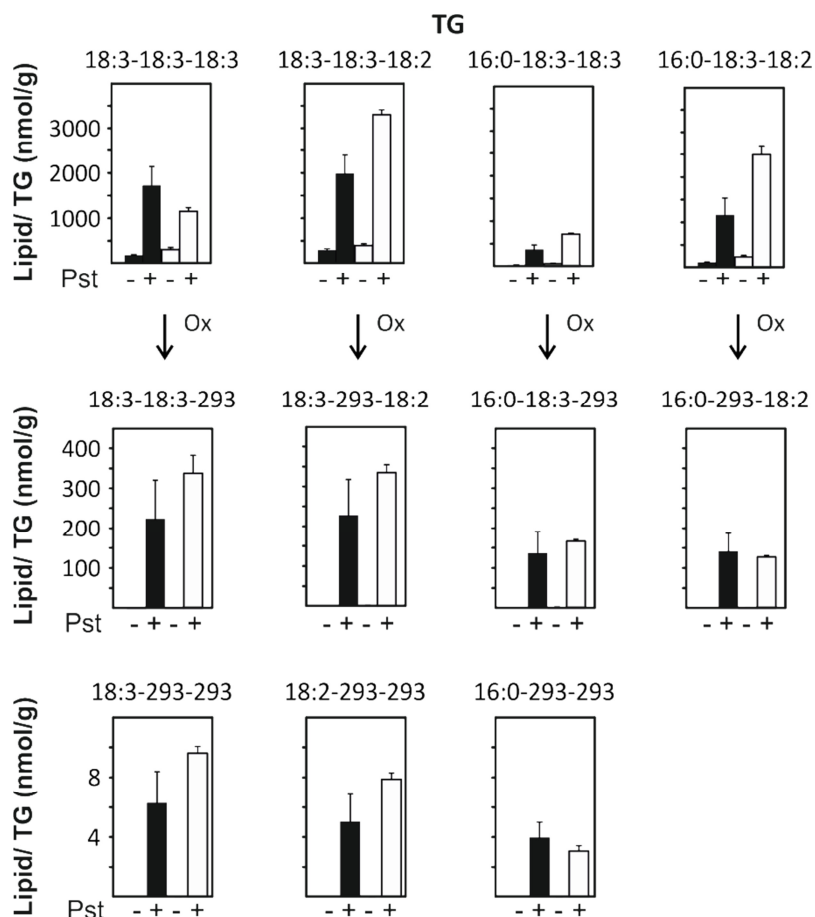 TG
18:3-18:3-18:3 18:3-18:3-18:2 16:0-18:3-18:3 16:0-18:3-18:2
Lipid/ TG (nmol/g)
3000
2000
1000
Pst - + - + - + - + - + - + - + - +
Ox Ox Ox Ox
18:3-18:3-293 18:3-293-18:2 16:0-18:3-293 16:0-293-18:2
Lipid/ TG (nmol/g)
400
300
200
100
Pst - + - + - + - + - + - + - + - +
18:3-293-293 18:2-293-293 16:0-293-293
Lipid/ TG (nmol/g)
8
4
Pst - + - + - + - + - + - +